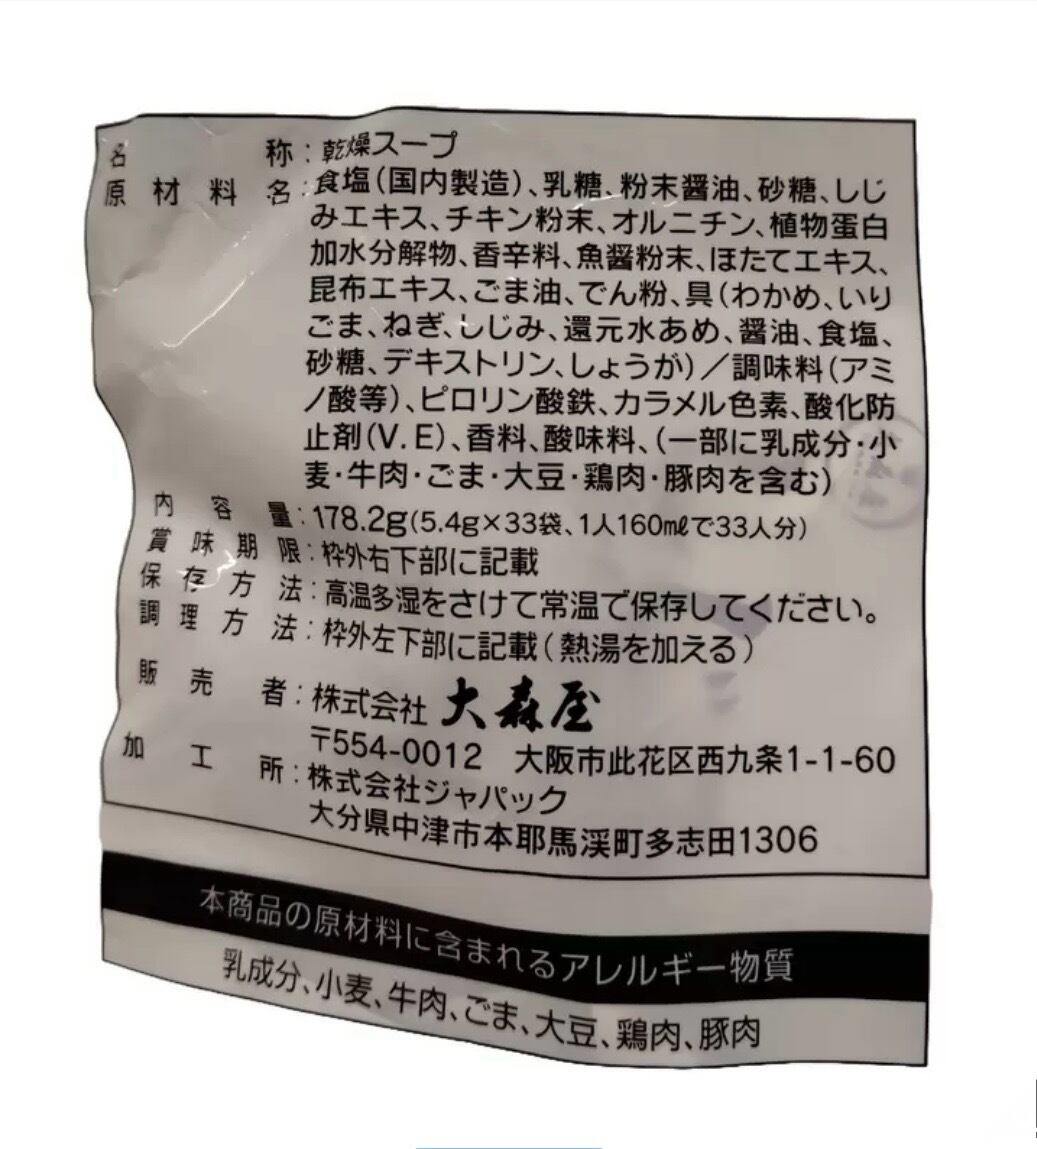 名称:乾燥スープ
原材料名:食塩(国内製造)、乳糖、粉末醤油、砂糖、しじ
みエキス、チキン粉末、オルニチン、植物蛋白
加水分解物、香辛料、魚醤粉末、ほたてエキス、
昆布エキス、ごま油、でん粉、具(わかめ、いり
ごま、ねぎ、しじみ、還元水あめ、醤油、食塩、
砂糖、デキストリン、しょうが)/調味料(アミ
ノ酸等)、ピロリン酸鉄、カラメル色素、酸化防
止剤(V.E)、香料、酸味料、(一部に乳成分・小
麦・牛肉・ごま・大豆・鶏肉・豚肉を含む)
内容量:178.2g(5.4g×33袋、1人160mlで33人分)
賞味期限:枠外右下部に記載
保存方法:高温多湿をさけて常温で保存してください。
調理方法:枠外左下部に記載(熱湯を加える)
販売者:株式会社 大森屋
〒554-0012 大阪市此花区西九条1-1-60
加工所:株式会社ジャパック
大分県中津市本耶馬渓町多志田1306
本商品の原材料に含まれるアレルギー物質
乳成分、小麦、牛肉、ごま、大豆、鶏肉、豚肉